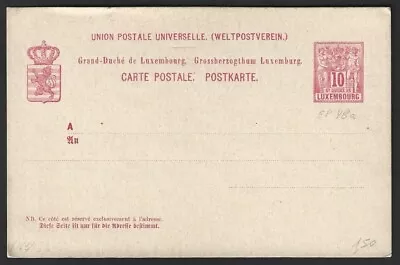 UNION POSTALE UNIVERSELLE. (WELTPOSTVEREIN.)
Grand-Duché de Luxembourg. Grossherzogthum Luxemburg.
CARTE POSTALE. POSTKARTE.
10
LUXEMBOURG
A
An
NB. Ce côté est réservé exclusivement à l'adresse.
Diese Seite ist nur für die Adresse bestimmt.
150